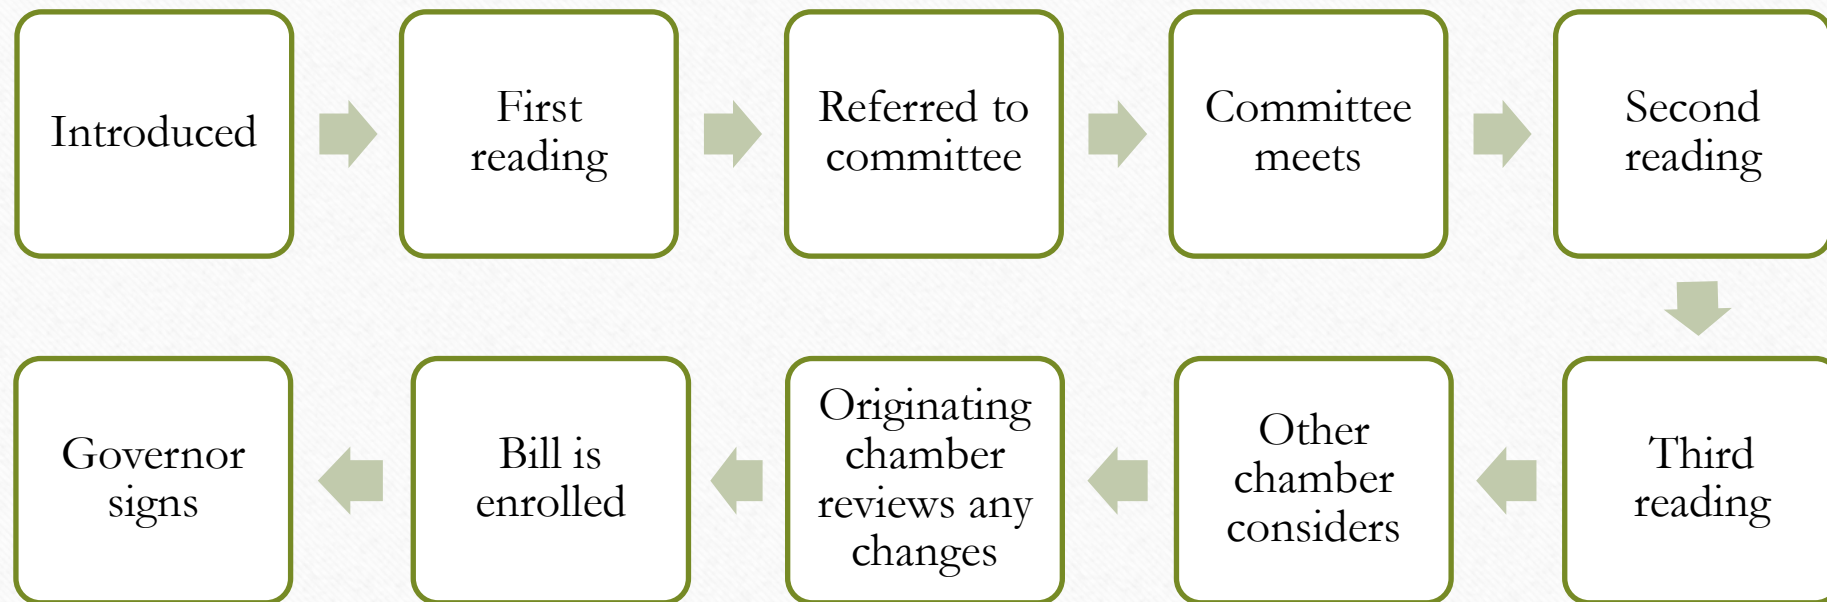 Introduced
First
reading
Referred to
committee
Committee
meets
Second
reading
Third
reading
Other
chamber
considers
Originating
chamber
reviews any
changes
Bill is
enrolled
Governor
signs